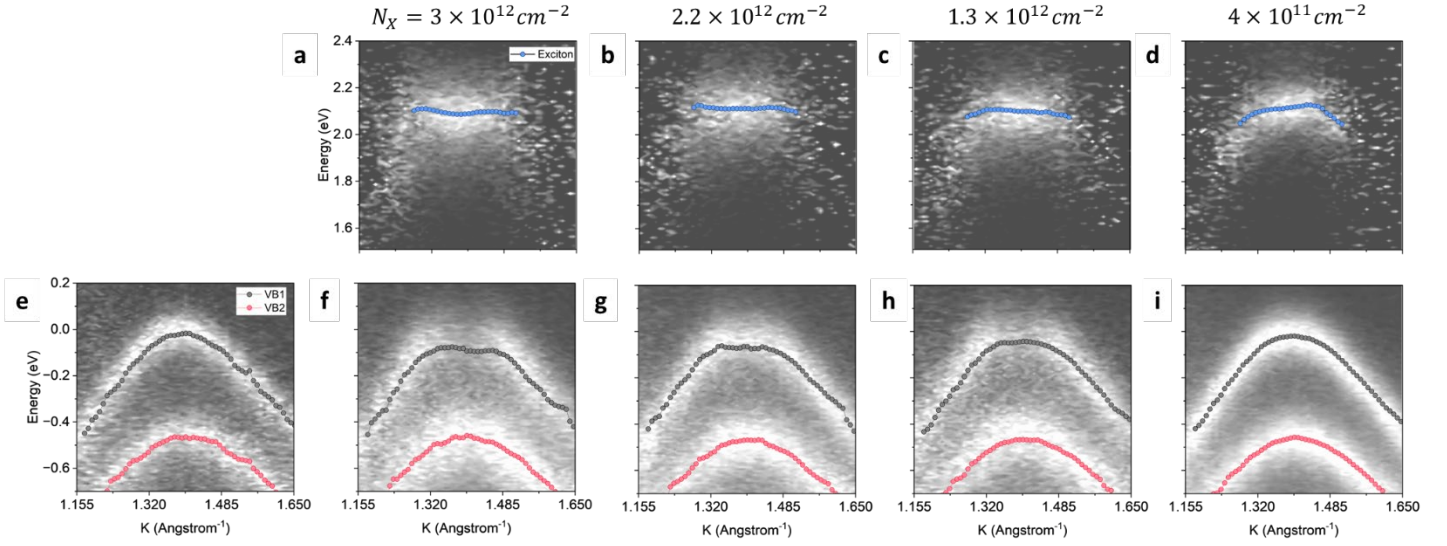 N_X = 3 × 10^12 cm^−2
2.2 × 10^12 cm^−2
1.3 × 10^12 cm^−2
4 × 10^11 cm^−2
a
b
c
d
Exciton
2.4
2.2
2.0
1.8
1.6
Energy (eV)
e
f
g
h
i
VB1
VB2
0.2
0.0
−0.2
−0.4
−0.6
Energy (eV)
1.155 1.320 1.485 1.650
1.155 1.320 1.485 1.650
1.155 1.320 1.485 1.650
1.155 1.320 1.485 1.650
1.155 1.320 1.485 1.650
K (Angstrom^-1)
K (Angstrom^-1)
K (Angstrom^-1)
K (Angstrom^-1)
K (Angstrom^-1)